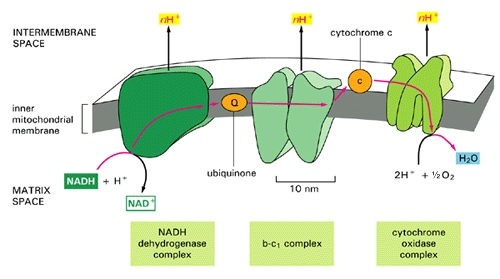 INTERMEMBRANE
SPACE
nH⁺
nH⁺
nH⁺
cytochrome c
c
Q
inner
mitochondrial
membrane
ubiquinone
10 nm
NADH + H⁺
NAD⁺
MATRIX
SPACE
2H⁺ + ½O₂
H₂O
NADH
dehydrogenase
complex
b-c₁ complex
cytochrome
oxidase
complex